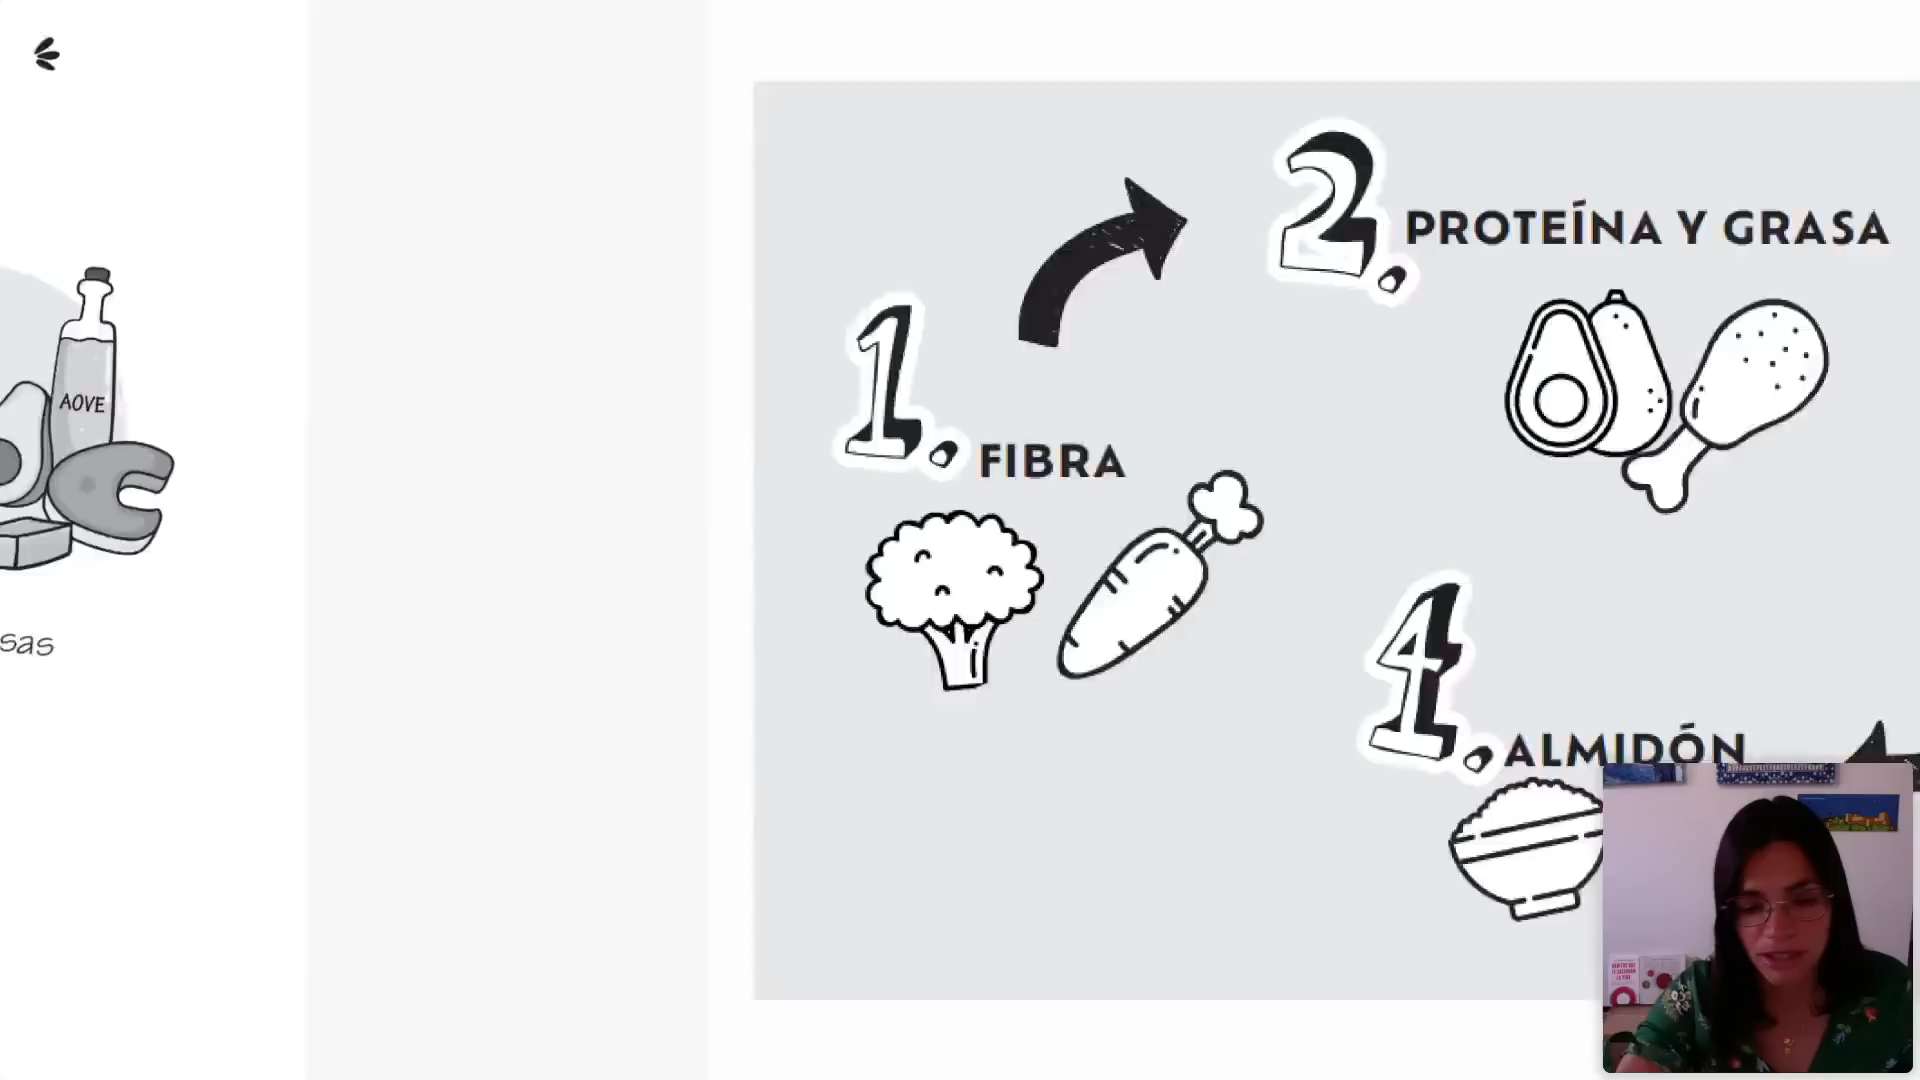 AOVE
sas
1. FIBRA
2. PROTEÍNA Y GRASA
4. ALMIDÓN